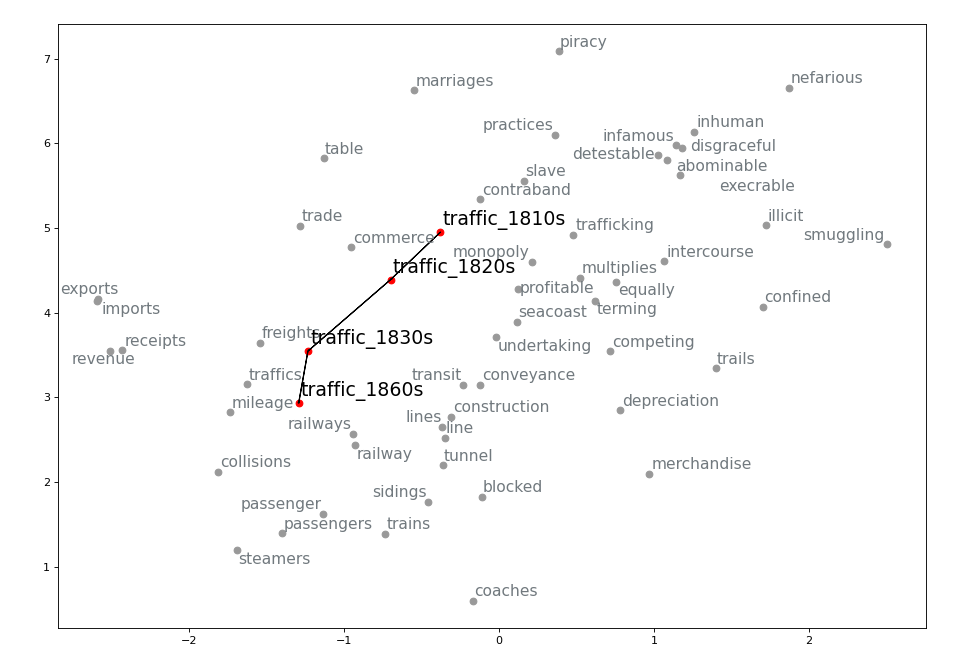 piracy
7
nefarious
marriages
inhuman
practices
infamous
6
disgraceful
table
detestable
abominable
slave
execrable
contraband
trade
traffic_1810s
illicit
5
trafficking
smuggling
commerce
monopoly
intercourse
traffic_1820s
multiplies
exports
profitable
equally
confined
4
imports
seacoast
terming
freights
traffic_1830s
receipts
undertaking
competing
revenue
trails
traffics
transit
conveyance
traffic_1860s
3
mileage
construction
depreciation
railways
lines
line
railway
tunnel
collisions
merchandise
2
sidings
blocked
passenger
passengers
trains
steamers
1
coaches
−2
−1
0
1
2